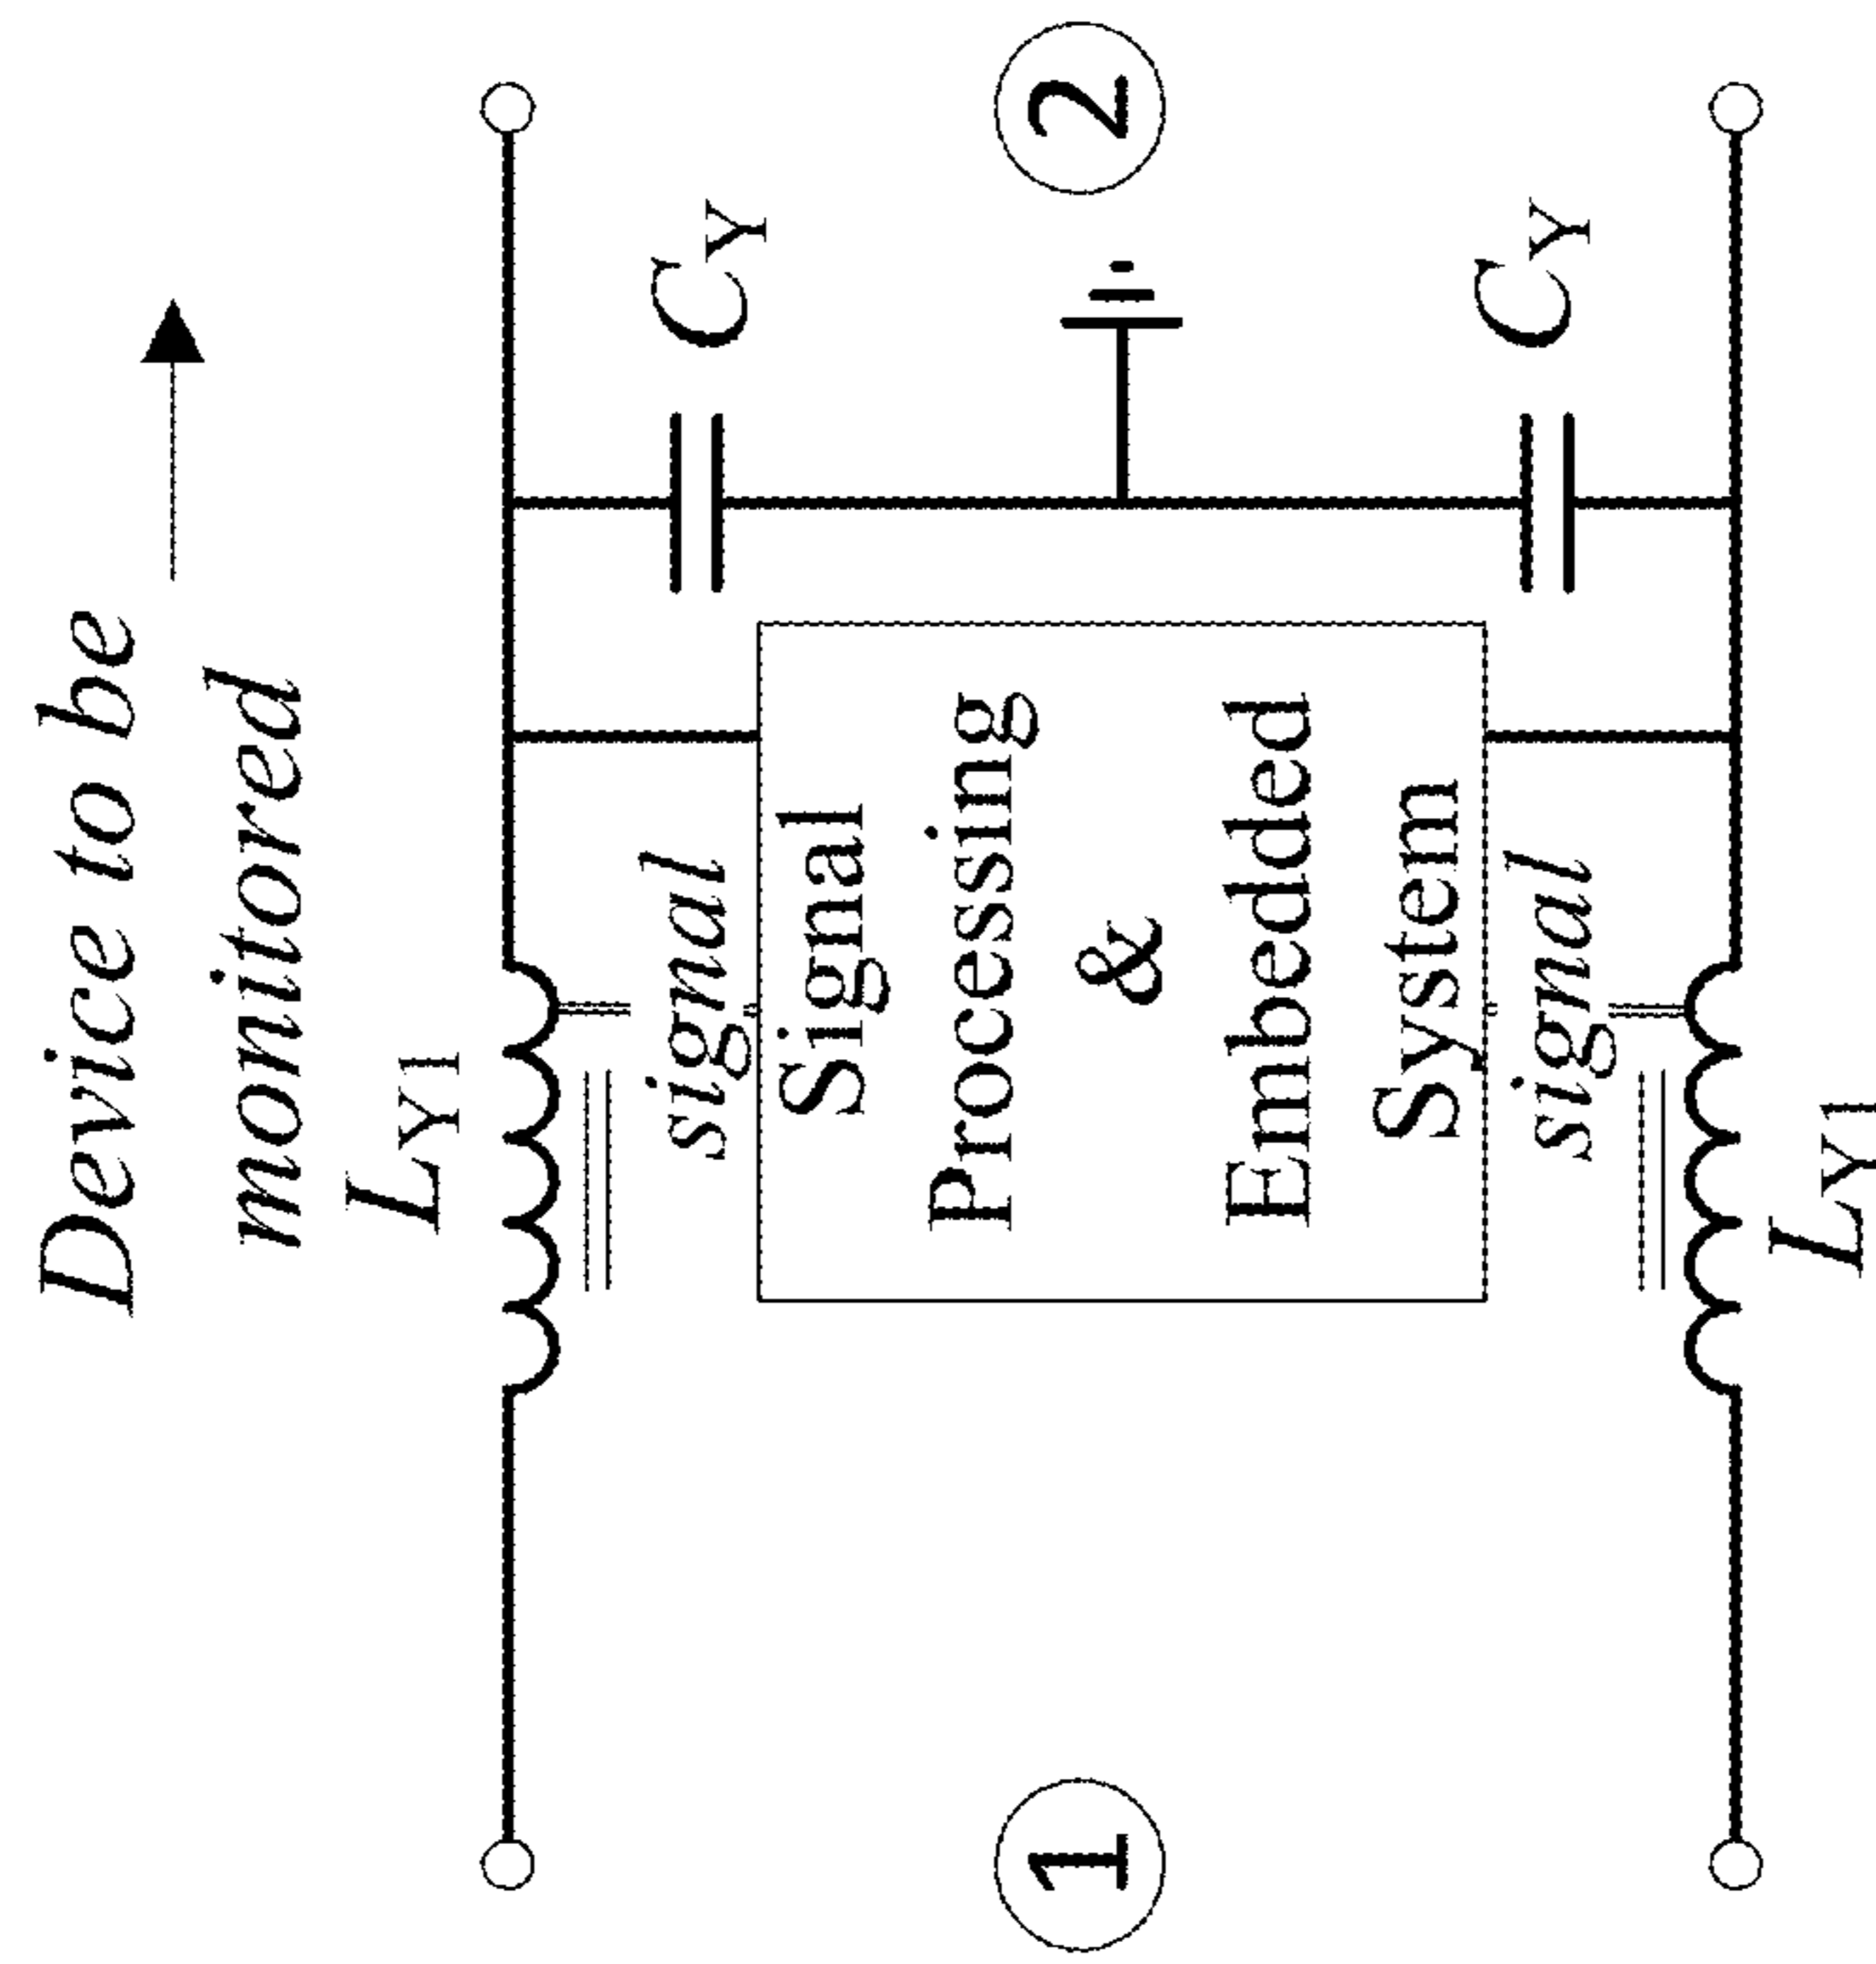 Device to be
monitored
L_Y1
signal
Signal
Processing
&
Embedded
System
signal
L_Y1
C_Y
C_Y
1
2